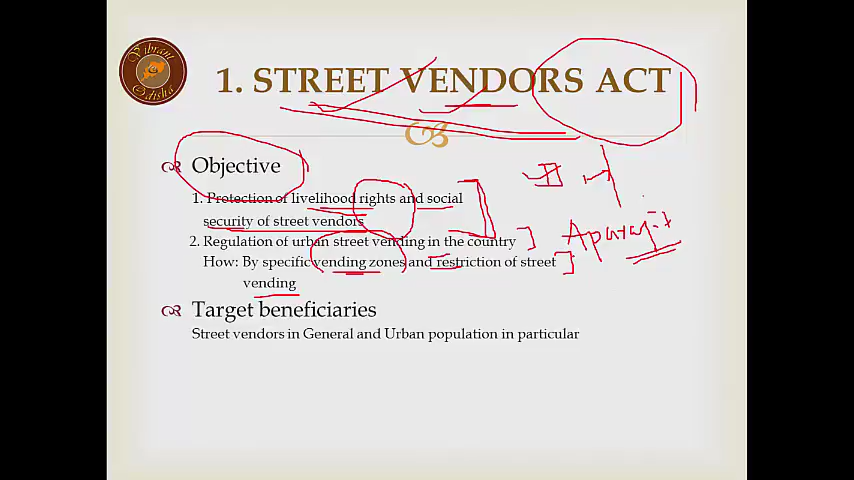 Vibrant
Odisha
1. STREET VENDORS ACT
Objective
1. Protection of livelihood rights and social
security of street vendors
2. Regulation of urban street vending in the country
How: By specific vending zones and restriction of street
vending
Aparajit
Target beneficiaries
Street vendors in General and Urban population in particular